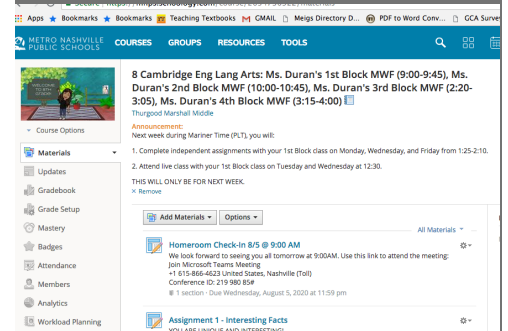 Apps ★ Bookmarks ★ Bookmarks Teaching Textbooks M GMAIL Meigs Directory D... PDF to Word Conv... GCA Surve
METRO NASHVILLE PUBLIC SCHOOLS COURSES GROUPS RESOURCES TOOLS
WELCOME TO 8TH GRADE!
Course Options
Materials
Updates
Gradebook
Grade Setup
Mastery
Badges
Attendance
Members
Analytics
Workload Planning
8 Cambridge Eng Lang Arts: Ms. Duran's 1st Block MWF (9:00-9:45), Ms.
Duran's 2nd Block MWF (10:00-10:45), Ms. Duran's 3rd Block MWF (2:20-
3:05), Ms. Duran's 4th Block MWF (3:15-4:00)
Thurgood Marshall Middle
Announcement:
Next week during Mariner Time (PLT), you will:
1. Complete independent assignments with your 1st Block class on Monday, Wednesday, and Friday from 1:25-2:10.
2. Attend live class with your 1st Block class on Tuesday and Wednesday at 12:30.
THIS WILL ONLY BE FOR NEXT WEEK.
× Remove
Add Materials Options
All Materials
Homeroom Check-In 8/5 @ 9:00 AM
We look forward to seeing you all tomorrow at 9:00AM. Use this link to attend the meeting:
Join Microsoft Teams Meeting
+1 615-866-4623 United States, Nashville (Toll)
Conference ID: 219 980 85#
1 section · Due Wednesday, August 5, 2020 at 11:59 pm
Assignment 1 - Interesting Facts
YOU ARE UNIQUE AND INTERESTING!